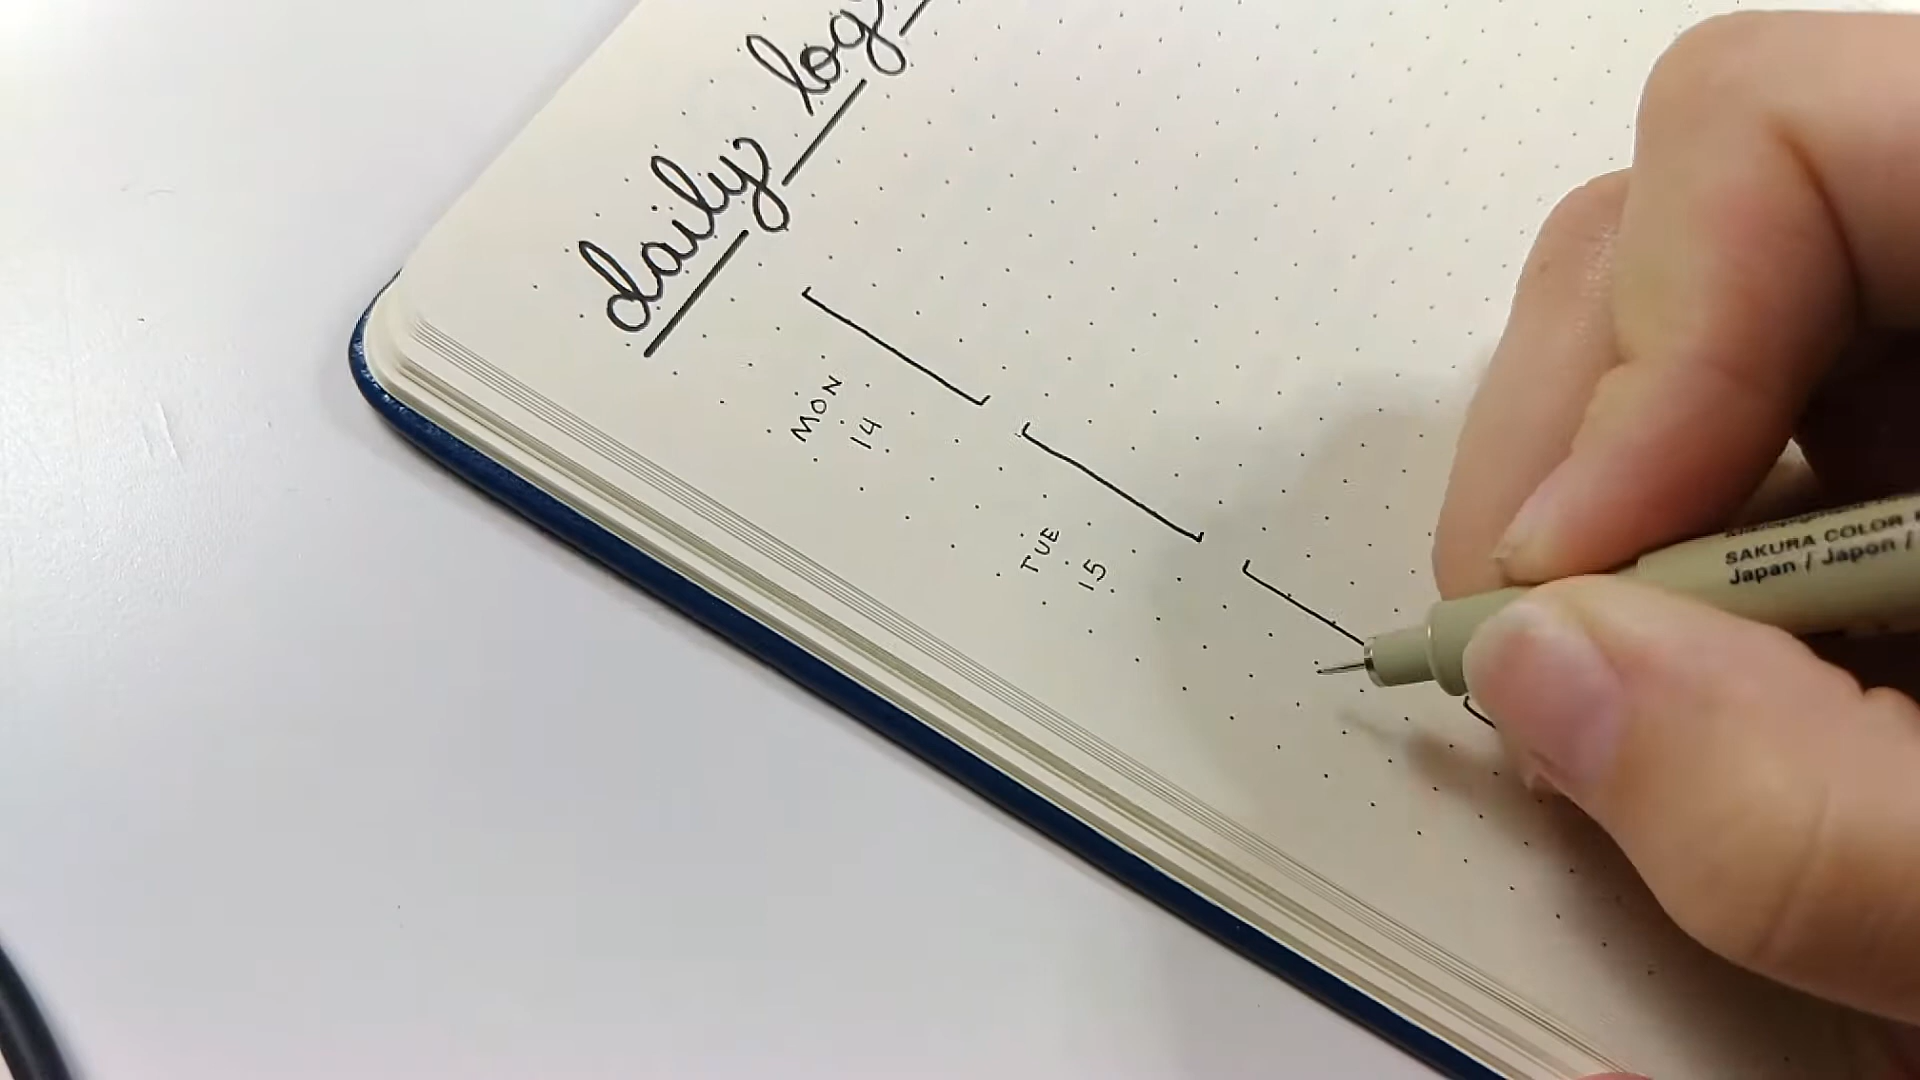 daily log
MON
14
TUE
15
SAKURA COLOR
Japan / Japon /